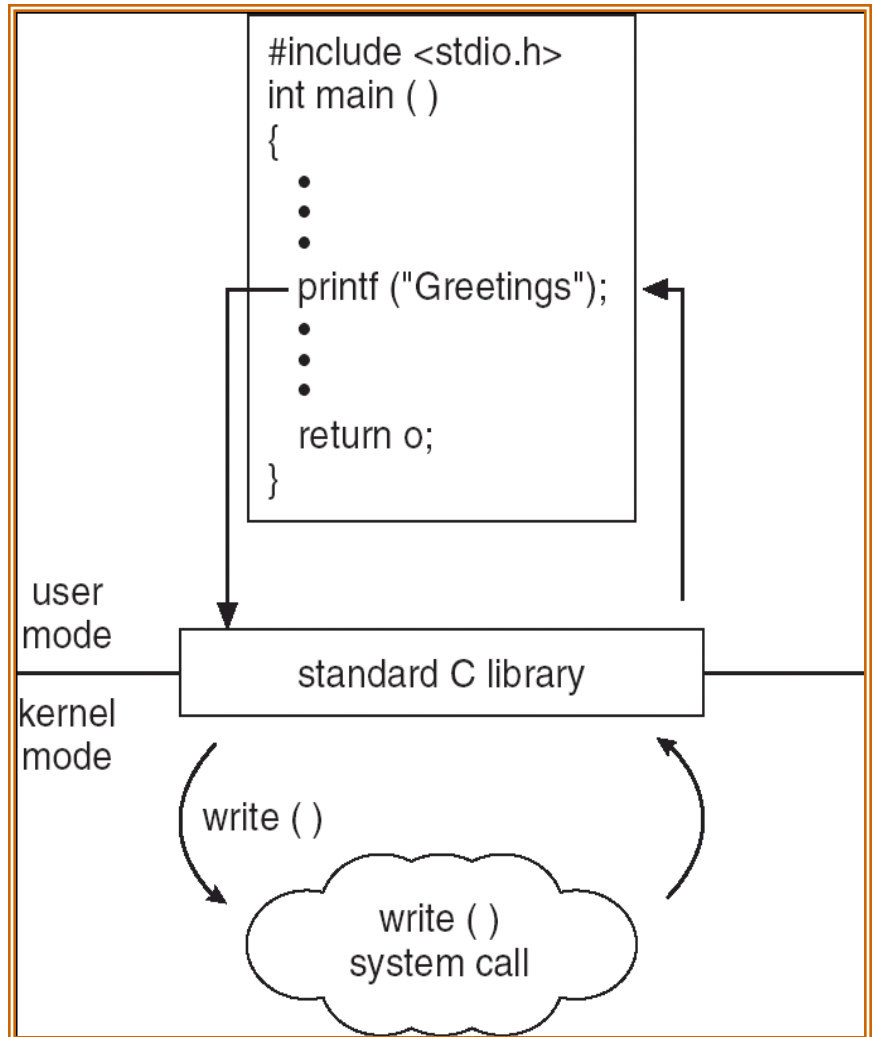 #include <stdio.h>
int main ( )
{
•
•
•
printf ("Greetings");
•
•
•
return o;
}
user
mode
standard C library
kernel
mode
write ( )
write ( )
system call